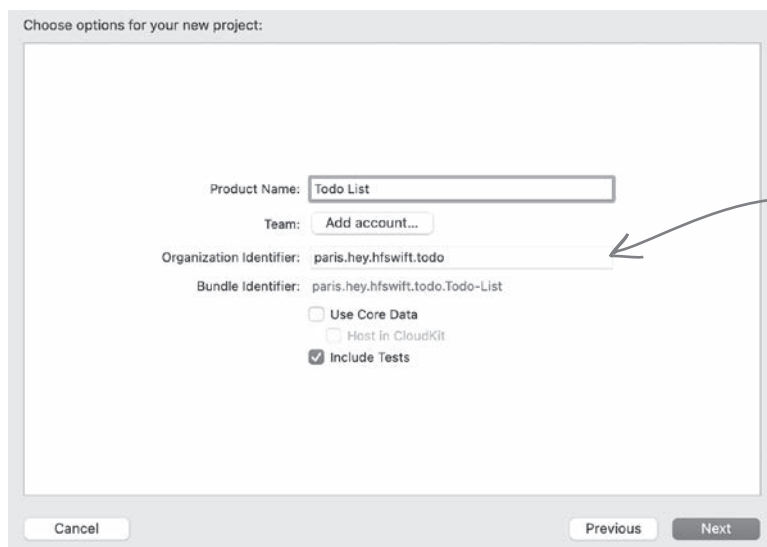 Choose options for your new project:
Product Name: Todo List
Team: Add account...
Organization Identifier: paris.hey.hfswift.todo
Bundle Identifier: paris.hey.hfswift.todo.Todo-List
Use Core Data
Host in CloudKit
Include Tests
Cancel Previous Next